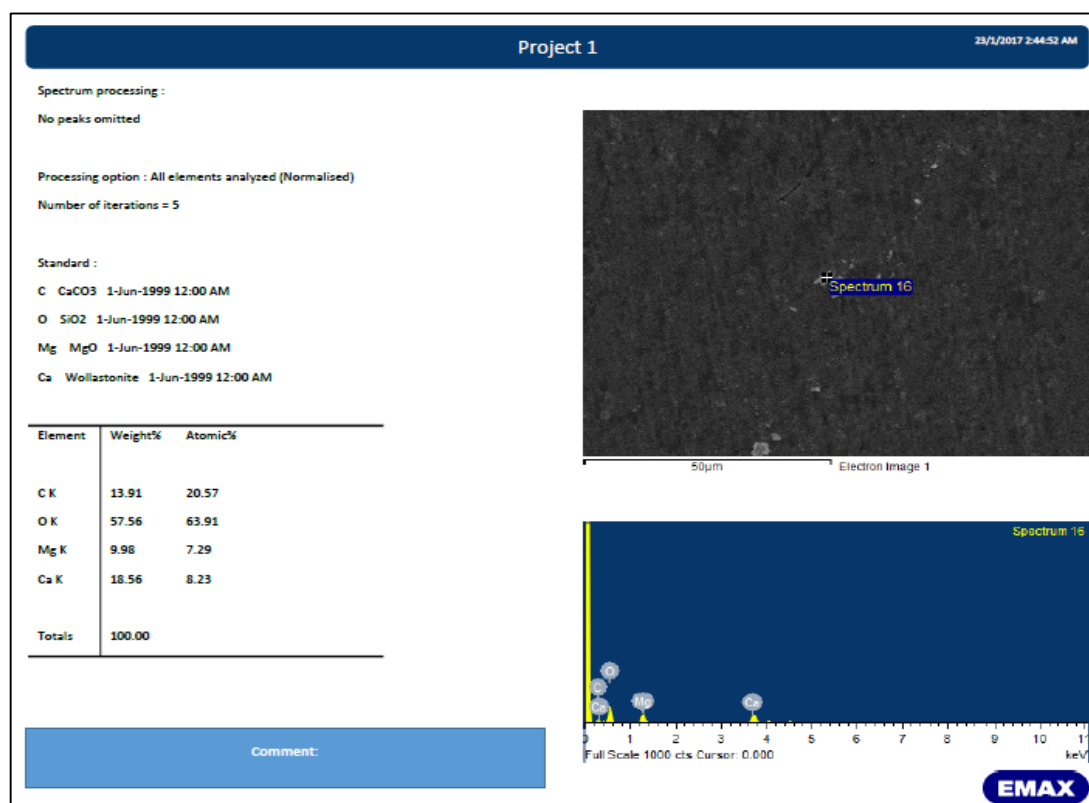 Project 1
23/1/2017 2:44:52 AM
Spectrum processing :
No peaks omitted
Processing option : All elements analyzed (Normalised)
Number of iterations = 5
Standard :
C CaCO3 1-Jun-1999 12:00 AM
O SiO2 1-Jun-1999 12:00 AM
Mg MgO 1-Jun-1999 12:00 AM
Ca Wollastonite 1-Jun-1999 12:00 AM
Element Weight% Atomic%
C K 13.91 20.57
O K 57.56 63.91
Mg K 9.98 7.29
Ca K 18.56 8.23
Totals 100.00
Comment:
Spectrum 16
50µm Electron Image 1
Spectrum 16
O
C
Ca
Mg
Ca
0 1 2 3 4 5 6 7 8 9 10 11
Full Scale 1000 cts Cursor: 0.000 keV
EMAX